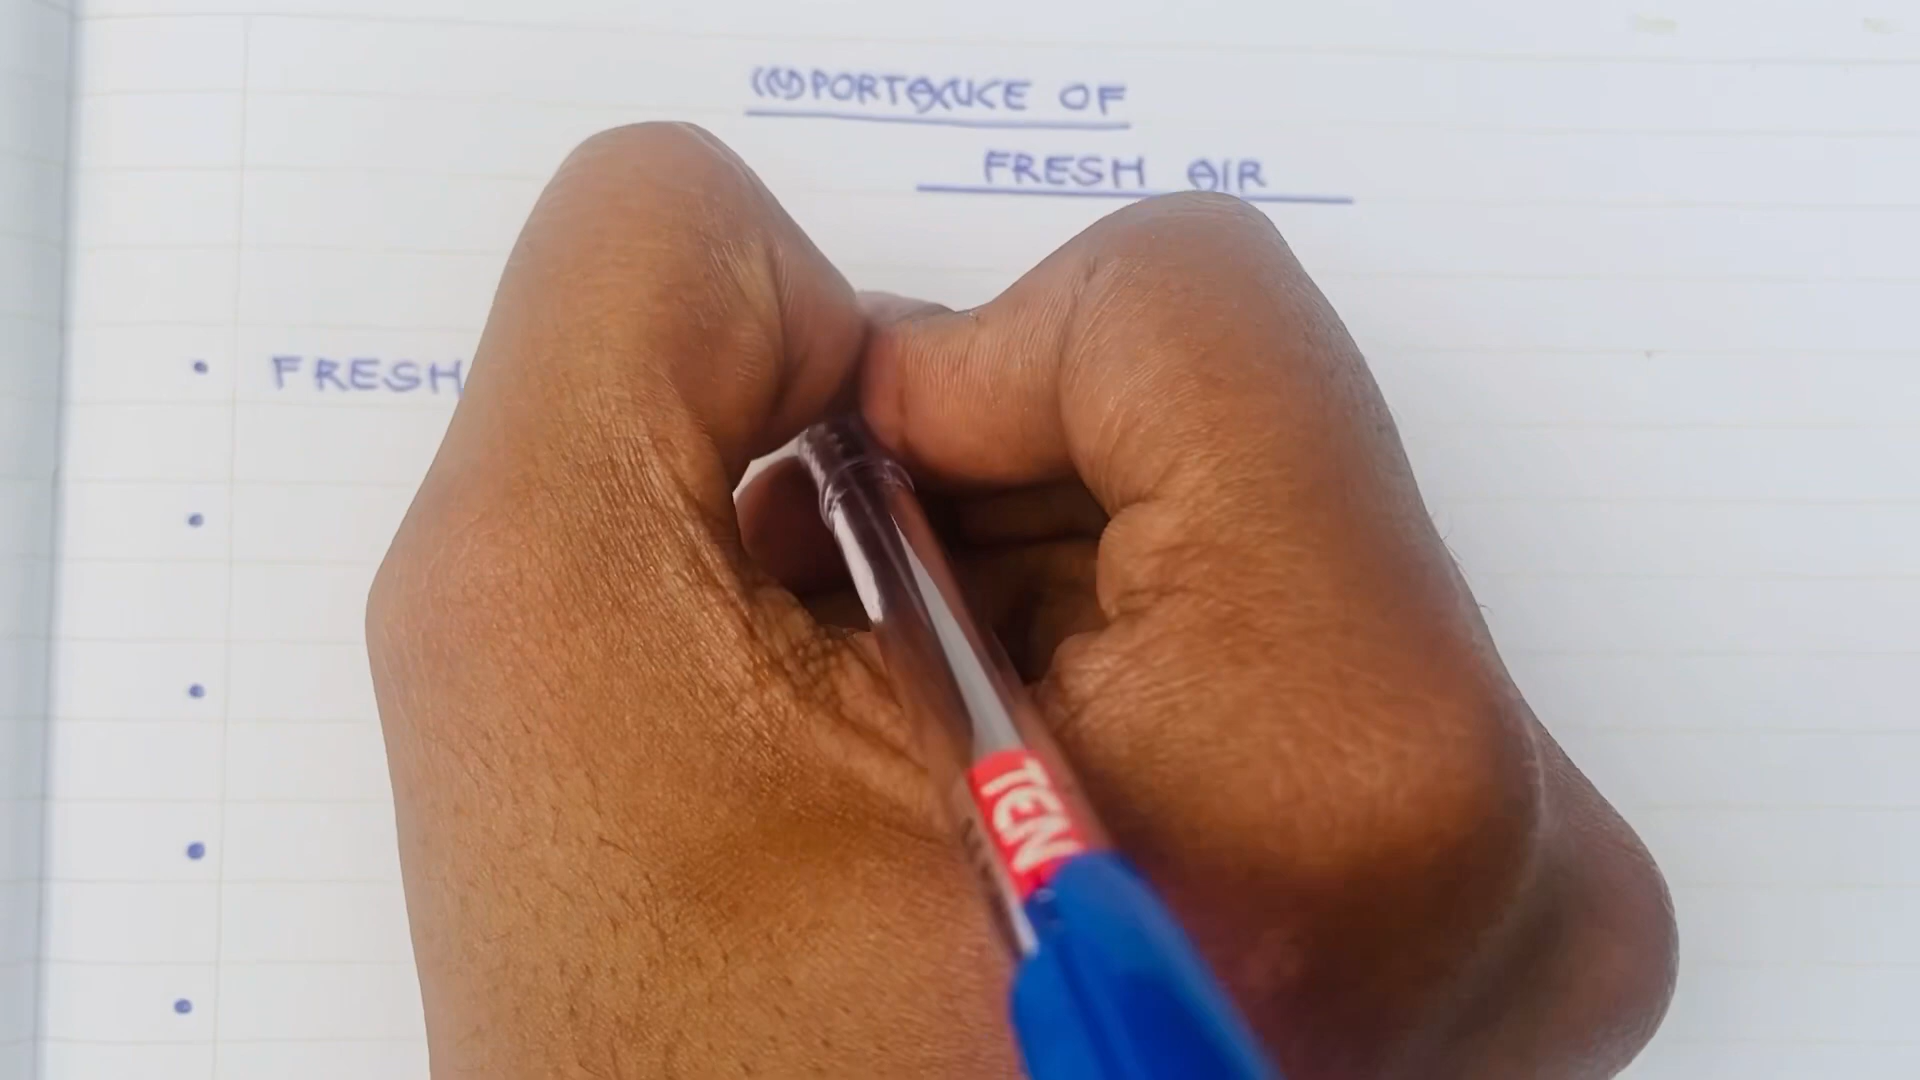 IMPORTANCE OF
FRESH AIR
• FRESH
•
•
•
•
TEN